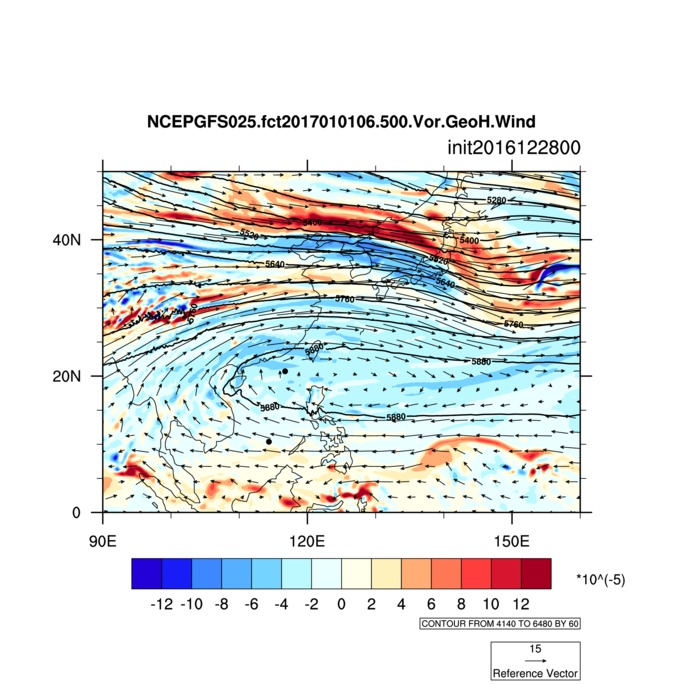 NCEPGFS025.fct2017010106.500.Vor.GeoH.Wind
init2016122800
5280
5400
5520
5400
5520
5640
5640
5760
5760
5880
5880
5880
5880
40N
20N
0
90E 120E 150E
-12 -10 -8 -6 -4 -2 0 2 4 6 8 10 12
*10^(-5)
CONTOUR FROM 4140 TO 6480 BY 60
15
Reference Vector